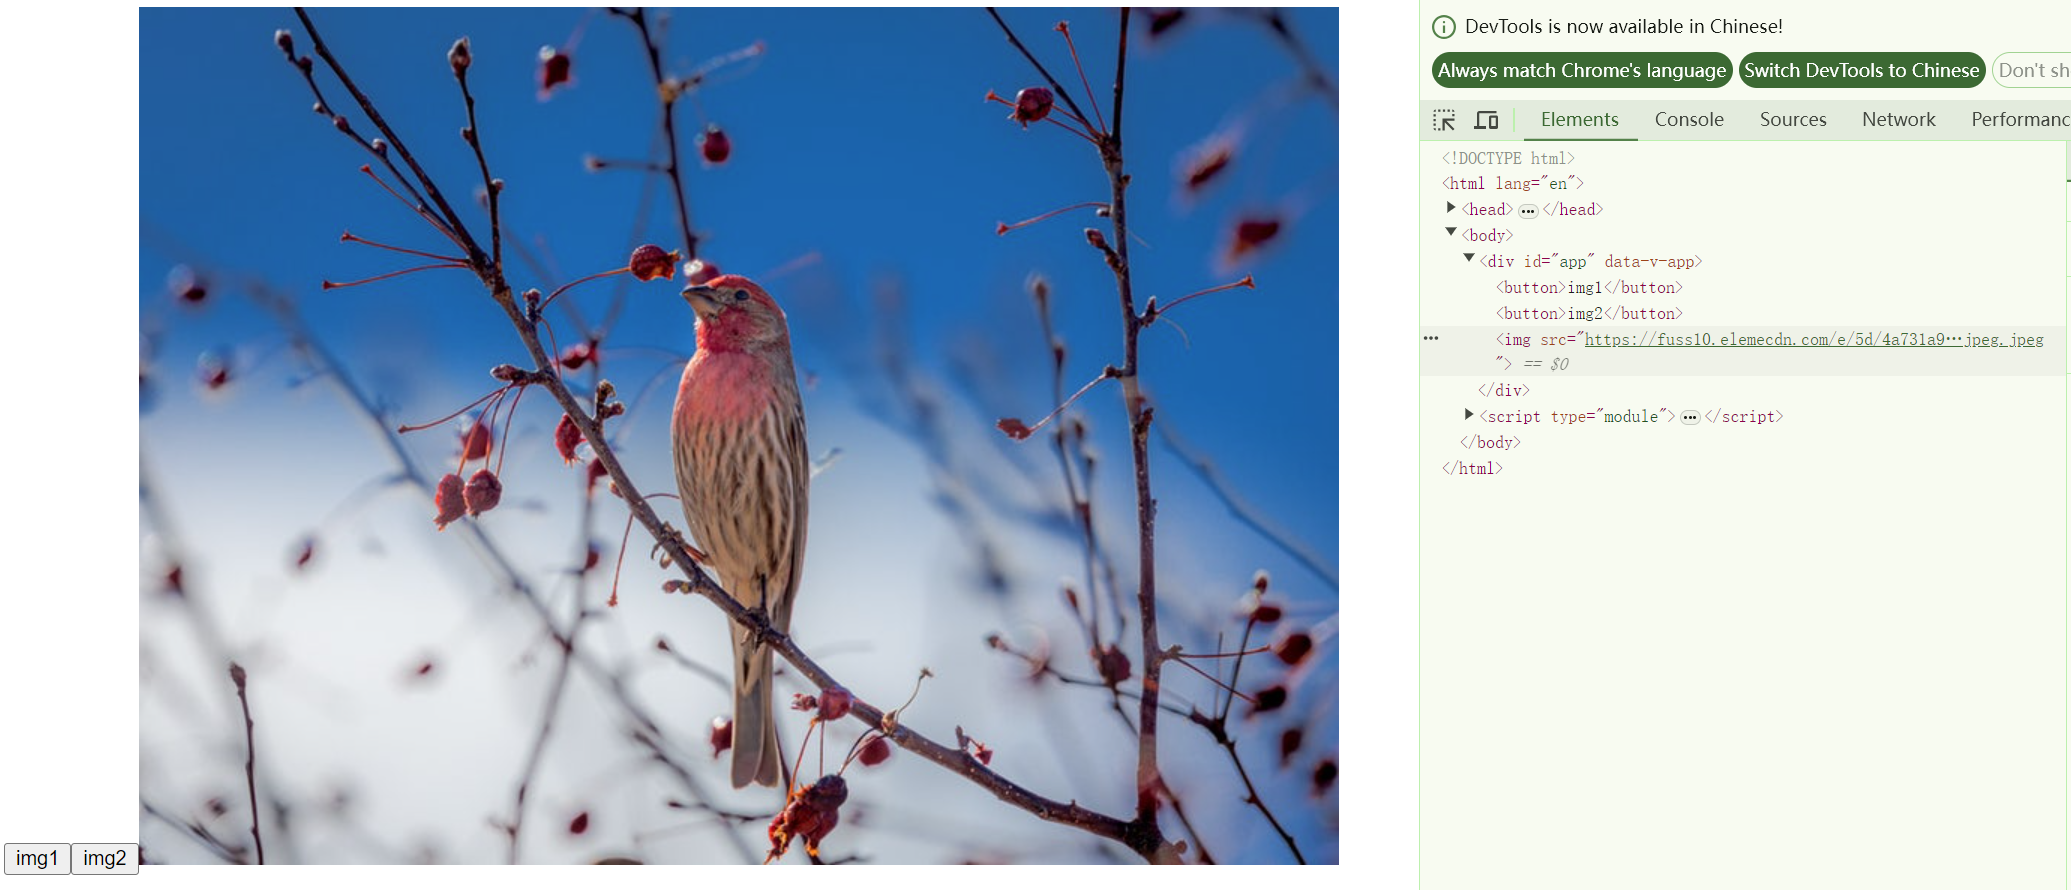 img1 img2
DevTools is now available in Chinese!
Always match Chrome's language Switch DevTools to Chinese Don't sh
Elements Console Sources Network Performanc
<!DOCTYPE html>
<html lang="en">
<head> ••• </head>
<body>
<div id="app" data-v-app>
<button>img1</button>
<button>img2</button>
<img src="https://fuss10.elemecdn.com/e/5d/4a731a9…jpeg.jpeg
"> == $0
</div>
<script type="module"> ••• </script>
</body>
</html>